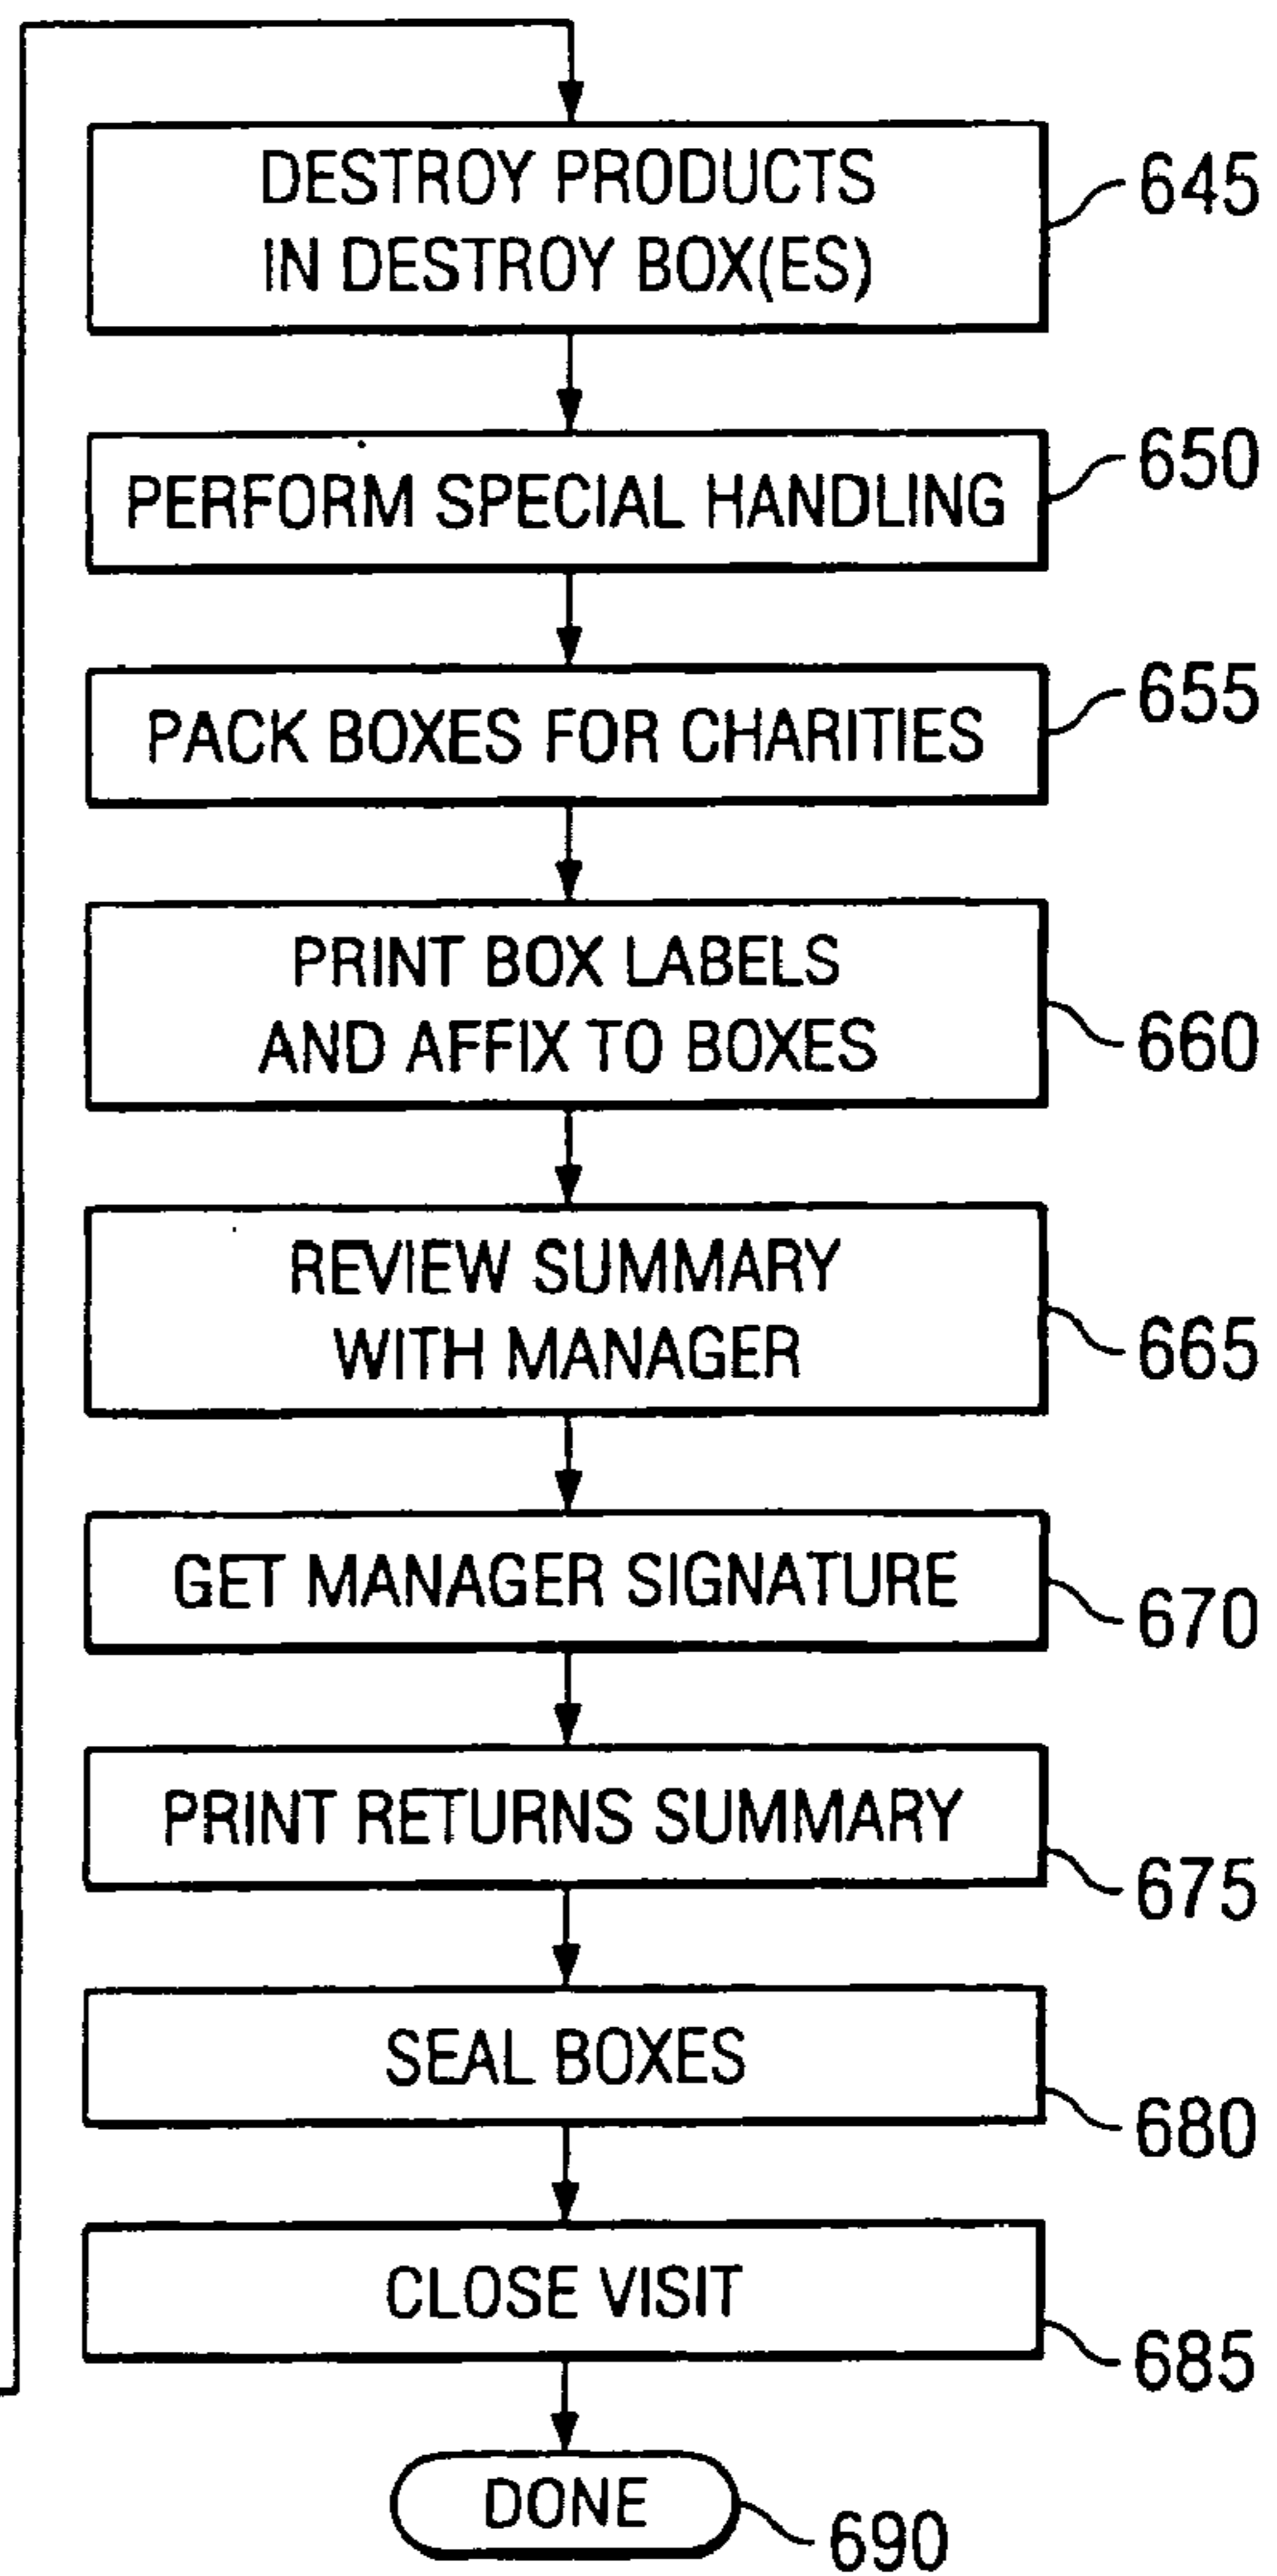 DESTROY PRODUCTS
IN DESTROY BOX(ES)
645
PERFORM SPECIAL HANDLING
650
PACK BOXES FOR CHARITIES
655
PRINT BOX LABELS
AND AFFIX TO BOXES
660
REVIEW SUMMARY
WITH MANAGER
665
GET MANAGER SIGNATURE
670
PRINT RETURNS SUMMARY
675
SEAL BOXES
680
CLOSE VISIT
685
DONE
690